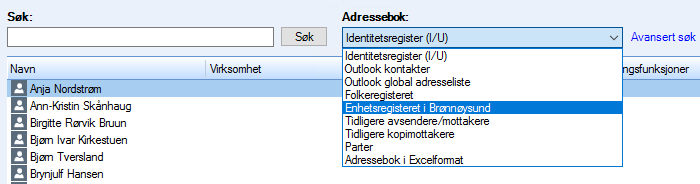 Søk:
Adressebok:
Søk
Identitetsregister (I/U)
Avansert søk
Navn
Virksomhet
ngsfunksjoner
Identitetsregister (I/U)
Outlook kontakter
Outlook global adresseliste
Folkeregisteret
Enhetsregisteret i Brønnøysund
Tidligere avsendere/mottakere
Tidligere kopimottakere
Parter
Adressebok i Excelformat
Anja Nordstrøm
Ann-Kristin Skånhaug
Birgitte Rørvik Bruun
Bjørn Ivar Kirkestuen
Bjørn Tversland
Brynjulf Hansen